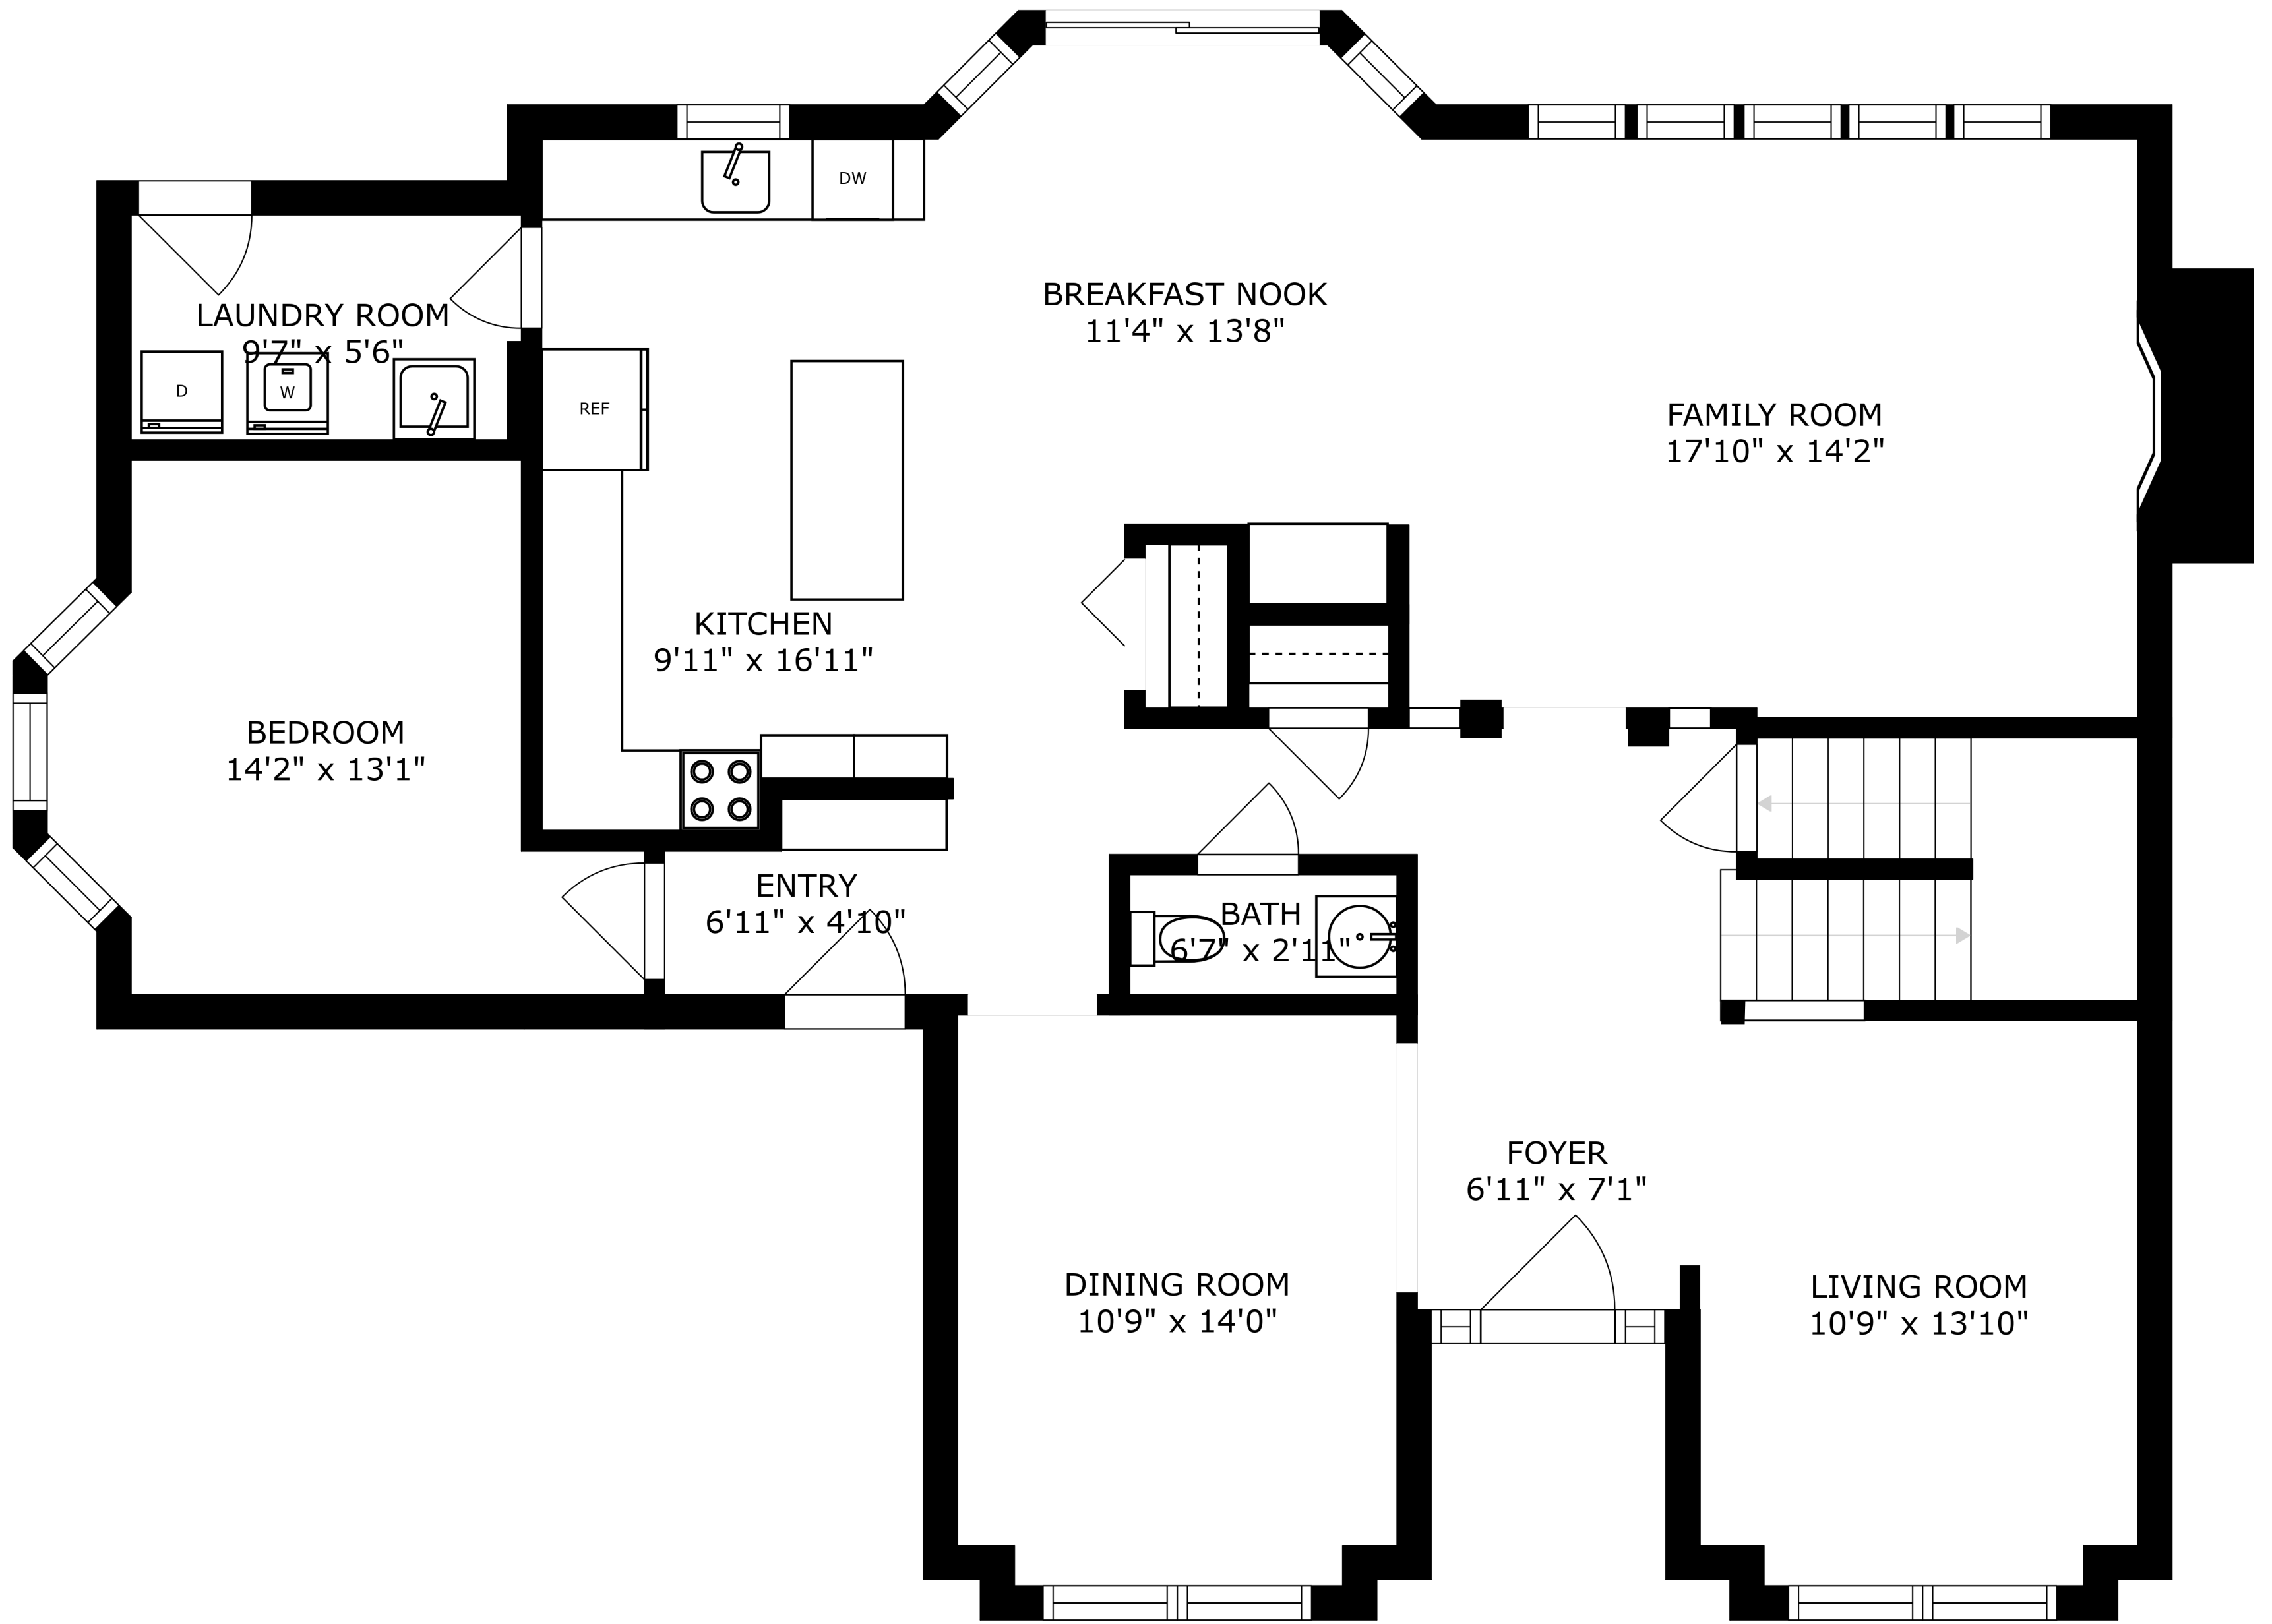 DW
BREAKFAST NOOK
11'4" x 13'8"
LAUNDRY ROOM
9'7" x 5'6"
D
W
REF
FAMILY ROOM
17'10" x 14'2"
KITCHEN
9'11" x 16'11"
BEDROOM
14'2" x 13'1"
ENTRY
6'11" x 4'10"
BATH
6'7" x 2'11"
FOYER
6'11" x 7'1"
DINING ROOM
10'9" x 14'0"
LIVING ROOM
10'9" x 13'10"